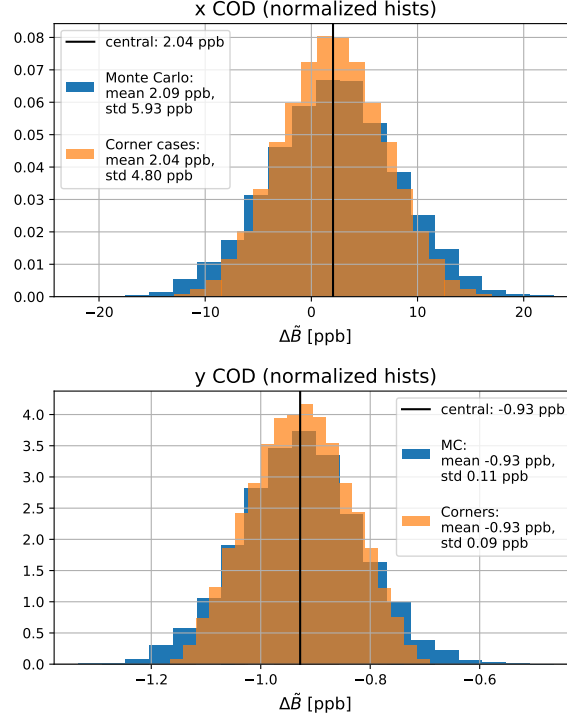 x COD (normalized hists)
central: 2.04 ppb
Monte Carlo:
mean 2.09 ppb,
std 5.93 ppb
Corner cases:
mean 2.04 ppb,
std 4.80 ppb
0.08
0.07
0.06
0.05
0.04
0.03
0.02
0.01
0.00
−20
−10
0
10
20
ΔB̃ [ppb]
y COD (normalized hists)
central: -0.93 ppb
MC:
mean -0.93 ppb,
std 0.11 ppb
Corners:
mean -0.93 ppb,
std 0.09 ppb
4.0
3.5
3.0
2.5
2.0
1.5
1.0
0.5
0.0
−1.2
−1.0
−0.8
−0.6
ΔB̃ [ppb]